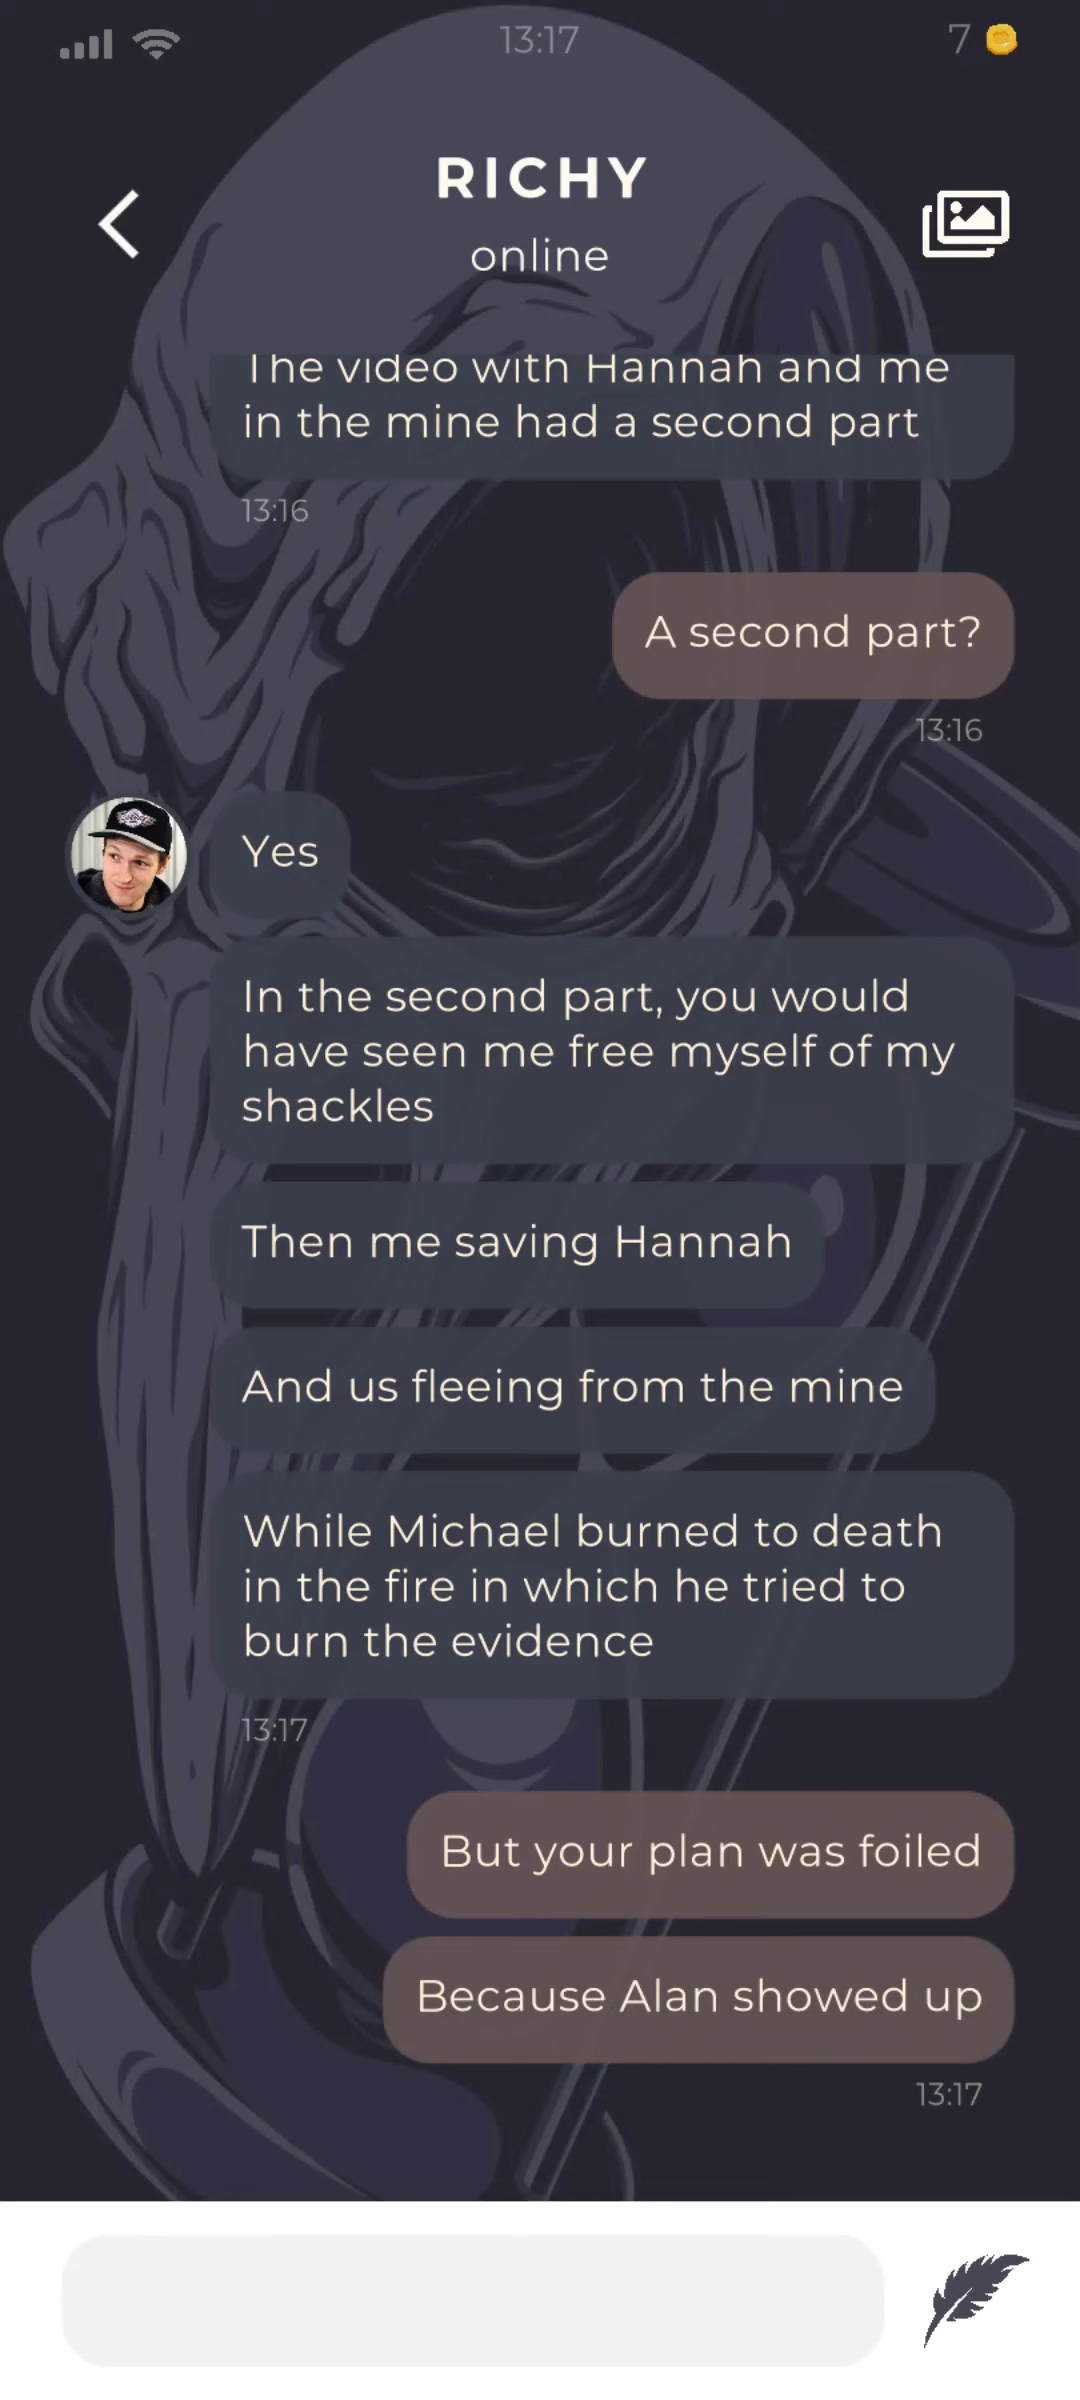 13:17
7
RICHY
online
The video with Hannah and me
in the mine had a second part
13:16
A second part?
13:16
Yes
In the second part, you would
have seen me free myself of my
shackles
Then me saving Hannah
And us fleeing from the mine
While Michael burned to death
in the fire in which he tried to
burn the evidence
13:17
But your plan was foiled
Because Alan showed up
13:17